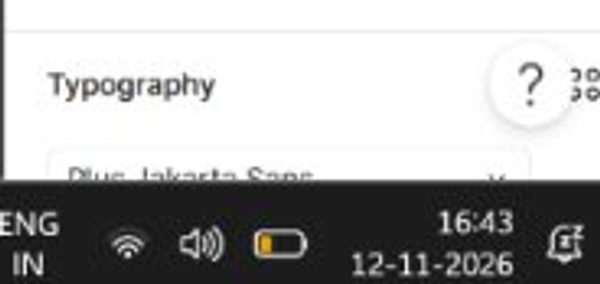 Typography
?
Plus Jakarta Sans
ENG
IN
16:43
12-11-2026